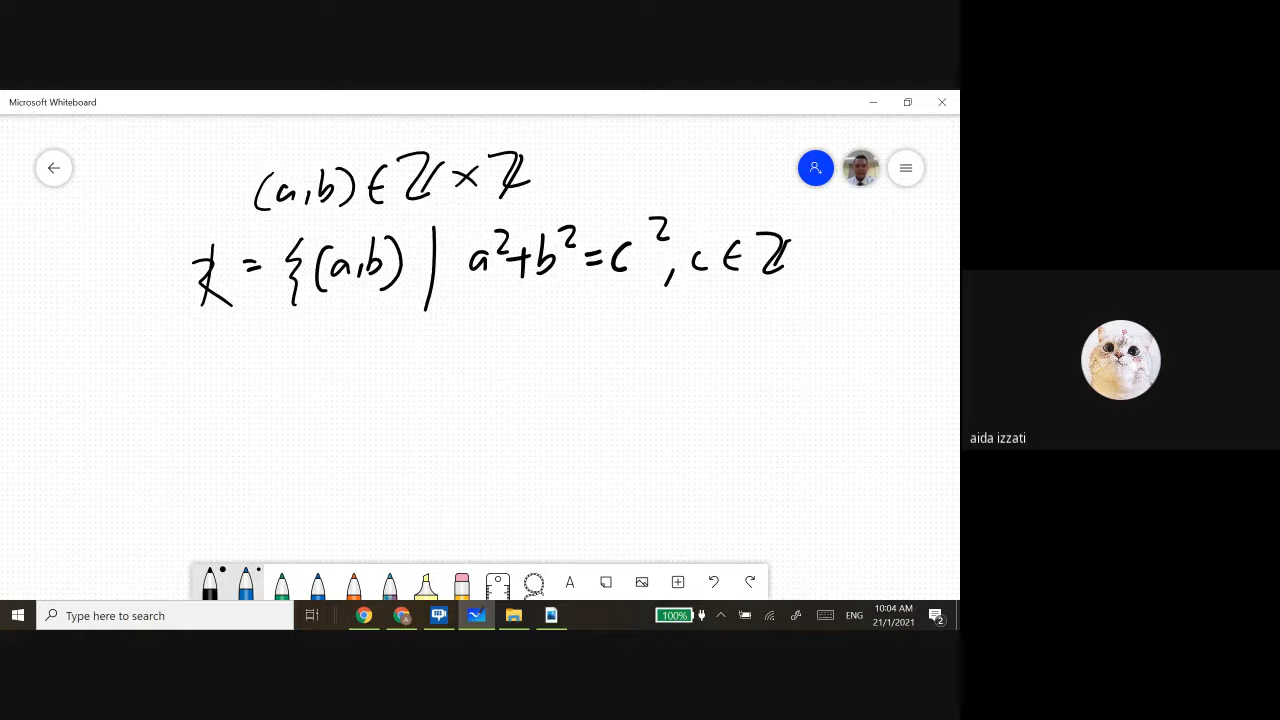 Microsoft Whiteboard
(a,b) ∈ ℤ × ℤ
R = {(a,b) | a²+b² = c², c ∈ ℤ
aida izzati
A
Type here to search
100%
ENG
10:04 AM
21/1/2021
2